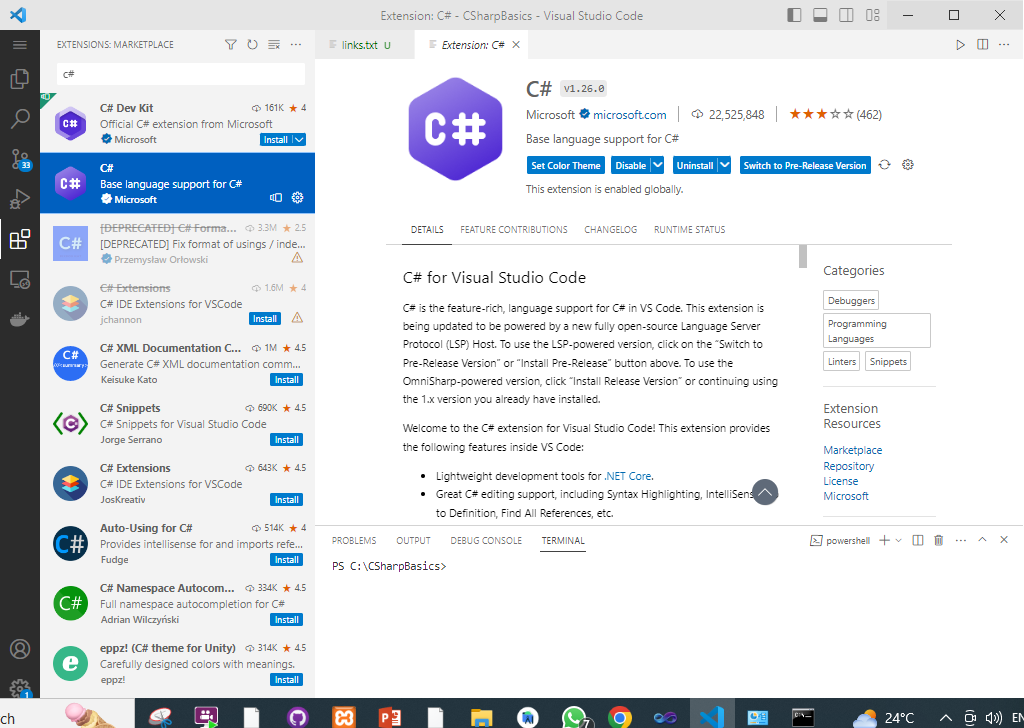 Extension: C# - CSharpBasics - Visual Studio Code
EXTENSIONS: MARKETPLACE
c#
C# Dev Kit 161K ★ 4
Official C# extension from Microsoft
Microsoft Install
C#
Base language support for C#
Microsoft
[DEPRECATED] C# Forma... 3.3M ★ 2.5
[DEPRECATED] Fix format of usings / inde...
Przemysław Orłowski
C# Extensions 1.6M ★ 4
C# IDE Extensions for VSCode
jchannon Install
C# XML Documentation C... 1M ★ 4.5
Generate C# XML documentation comm...
Keisuke Kato Install
C# Snippets 690K ★ 4.5
C# Snippets for Visual Studio Code
Jorge Serrano Install
C# Extensions 643K ★ 4.5
C# IDE Extensions for VSCode
JosKreativ Install
Auto-Using for C# 514K ★ 4
Provides intellisense for and imports refe...
Fudge Install
C# Namespace Autocom... 334K ★ 4.5
Full namespace autocompletion for C#
Adrian Wilczyński Install
eppz! (C# theme for Unity) 314K ★ 4.5
Carefully designed colors with meanings.
eppz! Install
33
1
links.txt U
Extension: C#
C# v1.26.0
Microsoft microsoft.com | 22,525,848 | ★★★☆☆ (462)
Base language support for C#
Set Color Theme Disable Uninstall Switch to Pre-Release Version
This extension is enabled globally.
DETAILS FEATURE CONTRIBUTIONS CHANGELOG RUNTIME STATUS
C# for Visual Studio Code
C# is the feature-rich, language support for C# in VS Code. This extension is
being updated to be powered by a new fully open-source Language Server
Protocol (LSP) Host. To use the LSP-powered version, click on the “Switch to
Pre-Release Version” or “Install Pre-Release” button above. To use the
OmniSharp-powered version, click “Install Release Version” or continuing using
the 1.x version you already have installed.
Welcome to the C# extension for Visual Studio Code! This extension provides
the following features inside VS Code:
• Lightweight development tools for .NET Core.
• Great C# editing support, including Syntax Highlighting, IntelliSens
to Definition, Find All References, etc.
Categories
Debuggers
Programming
Languages
Linters Snippets
Extension
Resources
Marketplace
Repository
License
Microsoft
PROBLEMS OUTPUT DEBUG CONSOLE TERMINAL
powershell
PS C:\CSharpBasics>
ch
7
24°C
EN